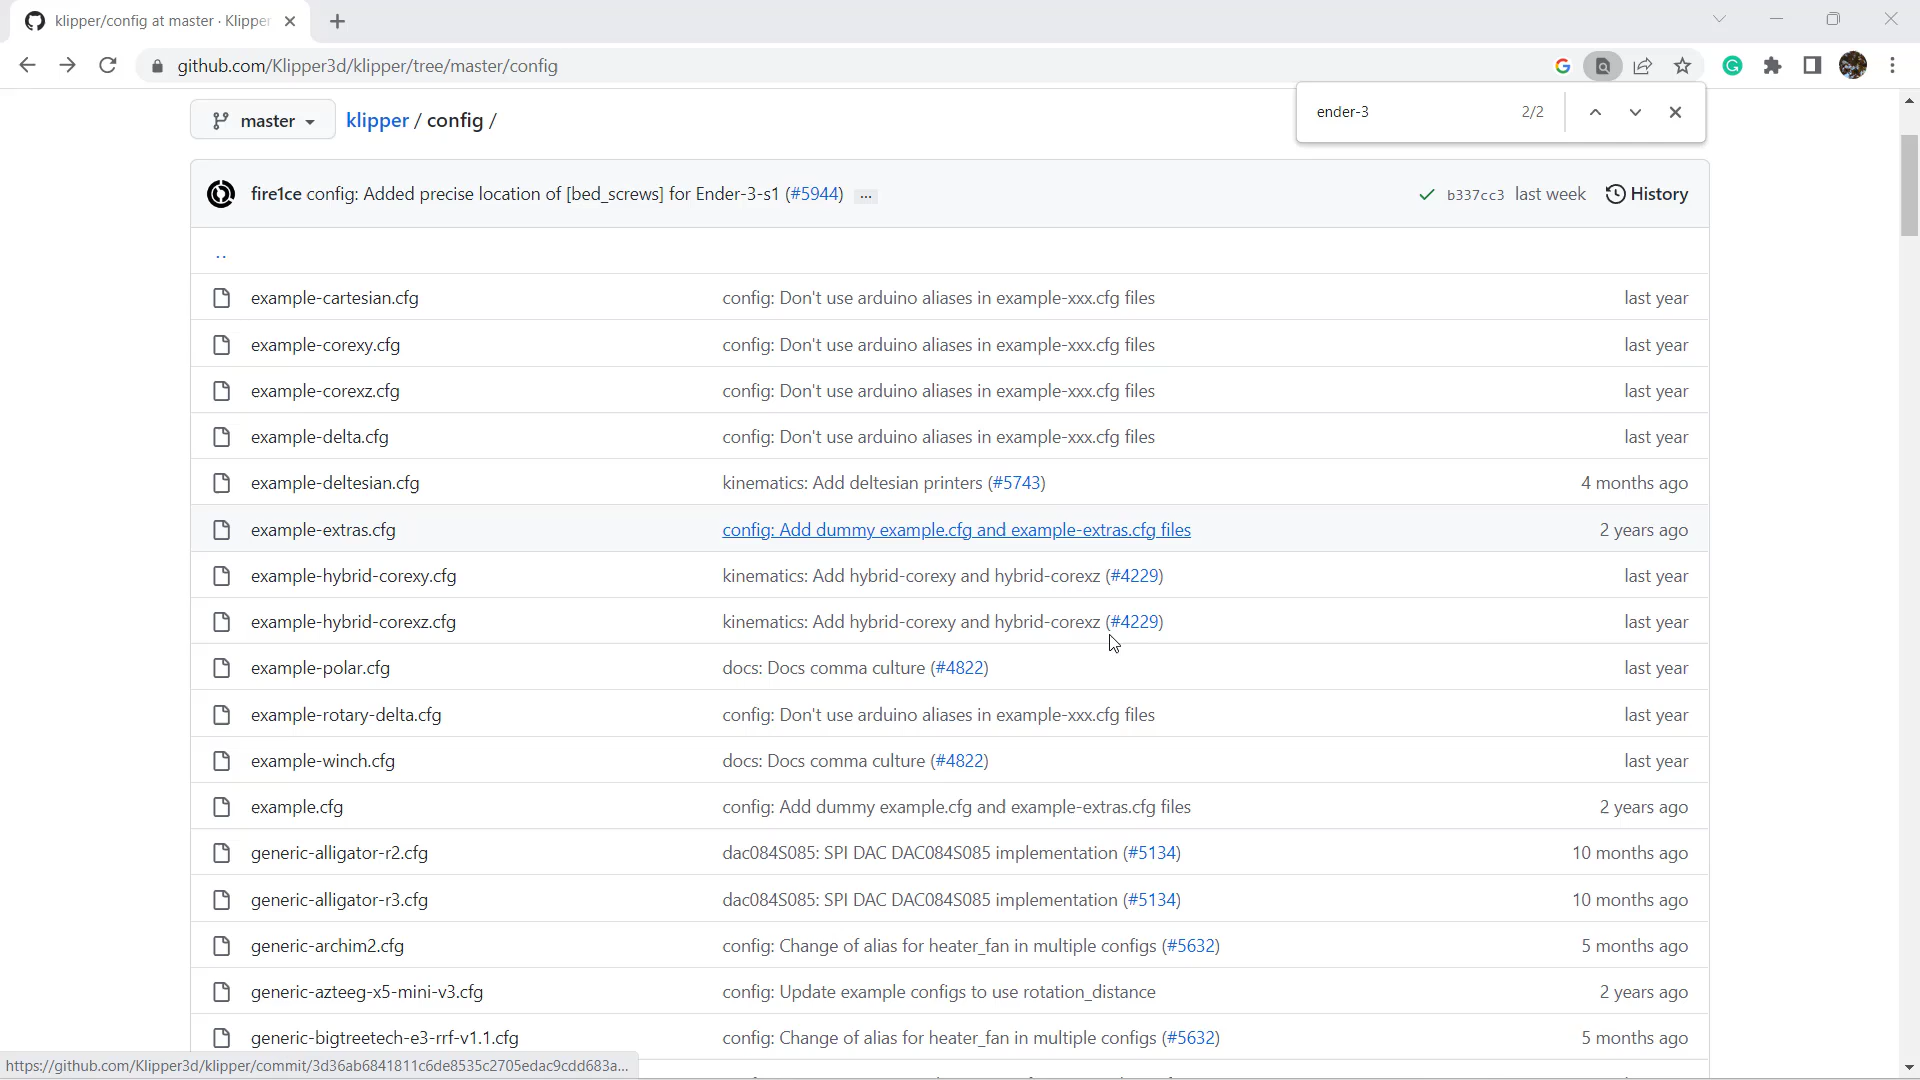 klipper/config at master · Klipper
github.com/Klipper3d/klipper/tree/master/config
ender-3 2/2
master klipper / config /
fire1ce config: Added precise location of [bed_screws] for Ender-3-s1 (#5944) ... b337cc3 last week History
..
example-cartesian.cfg config: Don't use arduino aliases in example-xxx.cfg files last year
example-corexy.cfg config: Don't use arduino aliases in example-xxx.cfg files last year
example-corexz.cfg config: Don't use arduino aliases in example-xxx.cfg files last year
example-delta.cfg config: Don't use arduino aliases in example-xxx.cfg files last year
example-deltesian.cfg kinematics: Add deltesian printers (#5743) 4 months ago
example-extras.cfg config: Add dummy example.cfg and example-extras.cfg files 2 years ago
example-hybrid-corexy.cfg kinematics: Add hybrid-corexy and hybrid-corexz (#4229) last year
example-hybrid-corexz.cfg kinematics: Add hybrid-corexy and hybrid-corexz (#4229) last year
example-polar.cfg docs: Docs comma culture (#4822) last year
example-rotary-delta.cfg config: Don't use arduino aliases in example-xxx.cfg files last year
example-winch.cfg docs: Docs comma culture (#4822) last year
example.cfg config: Add dummy example.cfg and example-extras.cfg files 2 years ago
generic-alligator-r2.cfg dac084S085: SPI DAC DAC084S085 implementation (#5134) 10 months ago
generic-alligator-r3.cfg dac084S085: SPI DAC DAC084S085 implementation (#5134) 10 months ago
generic-archim2.cfg config: Change of alias for heater_fan in multiple configs (#5632) 5 months ago
generic-azteeg-x5-mini-v3.cfg config: Update example configs to use rotation_distance 2 years ago
generic-bigtreetech-e3-rrf-v1.1.cfg config: Change of alias for heater_fan in multiple configs (#5632) 5 months ago
https://github.com/Klipper3d/klipper/commit/3d36ab6841811c6de8535c2705edac9cdd683a...